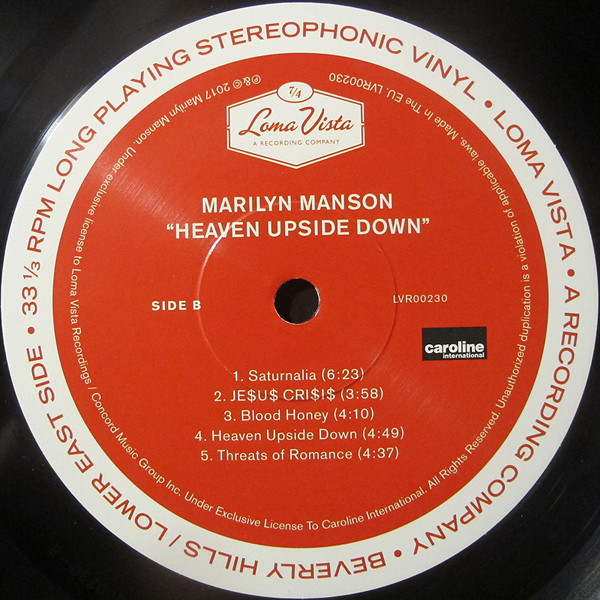 33 ⅓ RPM LONG PLAYING STEREOPHONIC VINYL • LOMA VISTA • A RECORDING COMPANY • BEVERLY HILLS / LOWER EAST SIDE •
℗&© 2017 Marilyn Manson. Under exclusive license to Loma Vista Recordings / Concord Music Group Inc. Under Exclusive License To Caroline International. All Rights Reserved. Unauthorized duplication is a violation of applicable laws. Made In The EU. LVR00230
7/4
Loma Vista
A RECORDING COMPANY
MARILYN MANSON
“HEAVEN UPSIDE DOWN”
SIDE B
LVR00230
caroline
international
1. Saturnalia (6:23)
2. JE$U$ CRI$I$ (3:58)
3. Blood Honey (4:10)
4. Heaven Upside Down (4:49)
5. Threats of Romance (4:37)